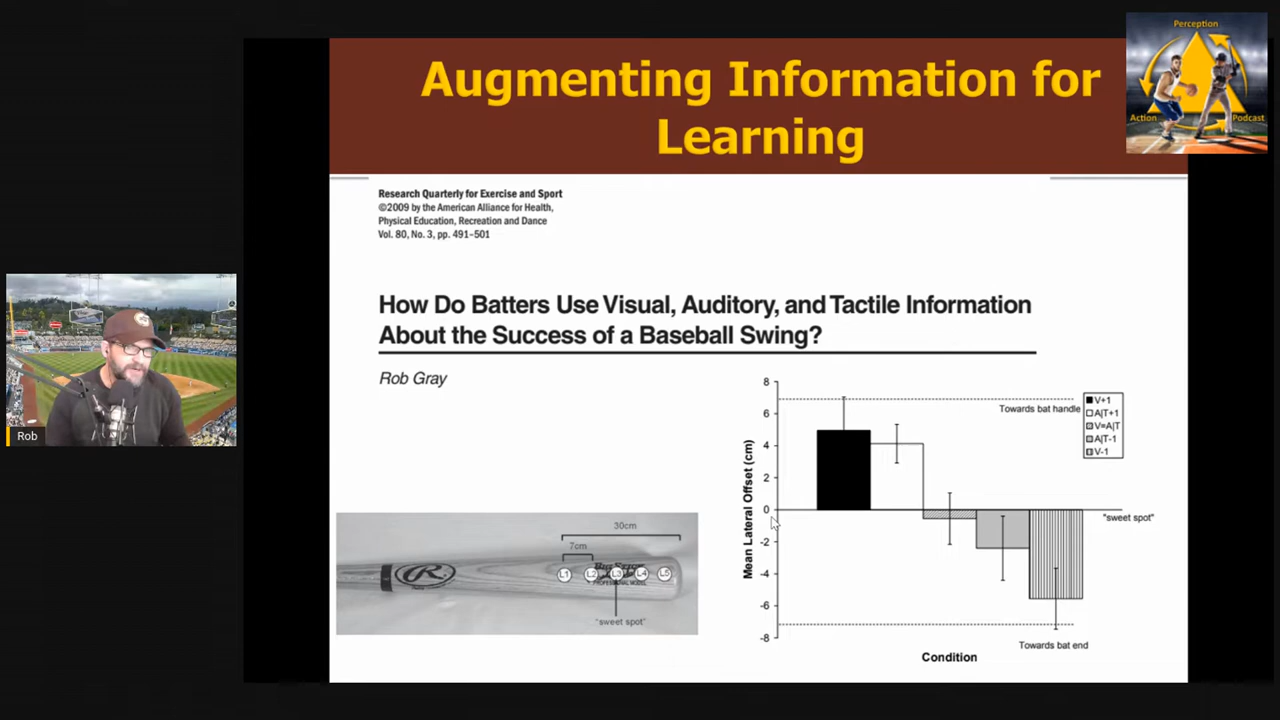 Augmenting Information for
Learning
Perception
Action
Podcast
Research Quarterly for Exercise and Sport
©2009 by the American Alliance for Health,
Physical Education, Recreation and Dance
Vol. 80, No. 3, pp. 491–501
How Do Batters Use Visual, Auditory, and Tactile Information
About the Success of a Baseball Swing?
Rob Gray
Rob
30cm
7cm
R
L1
L2
L3
L4
L5
PROFESSIONAL MODEL
"sweet spot"
Mean Lateral Offset (cm)
8
6
4
2
0
-2
-4
-6
-8
Towards bat handle
V+1
A|T+1
V=A|T
A|T-1
V-1
"sweet spot"
Towards bat end
Condition